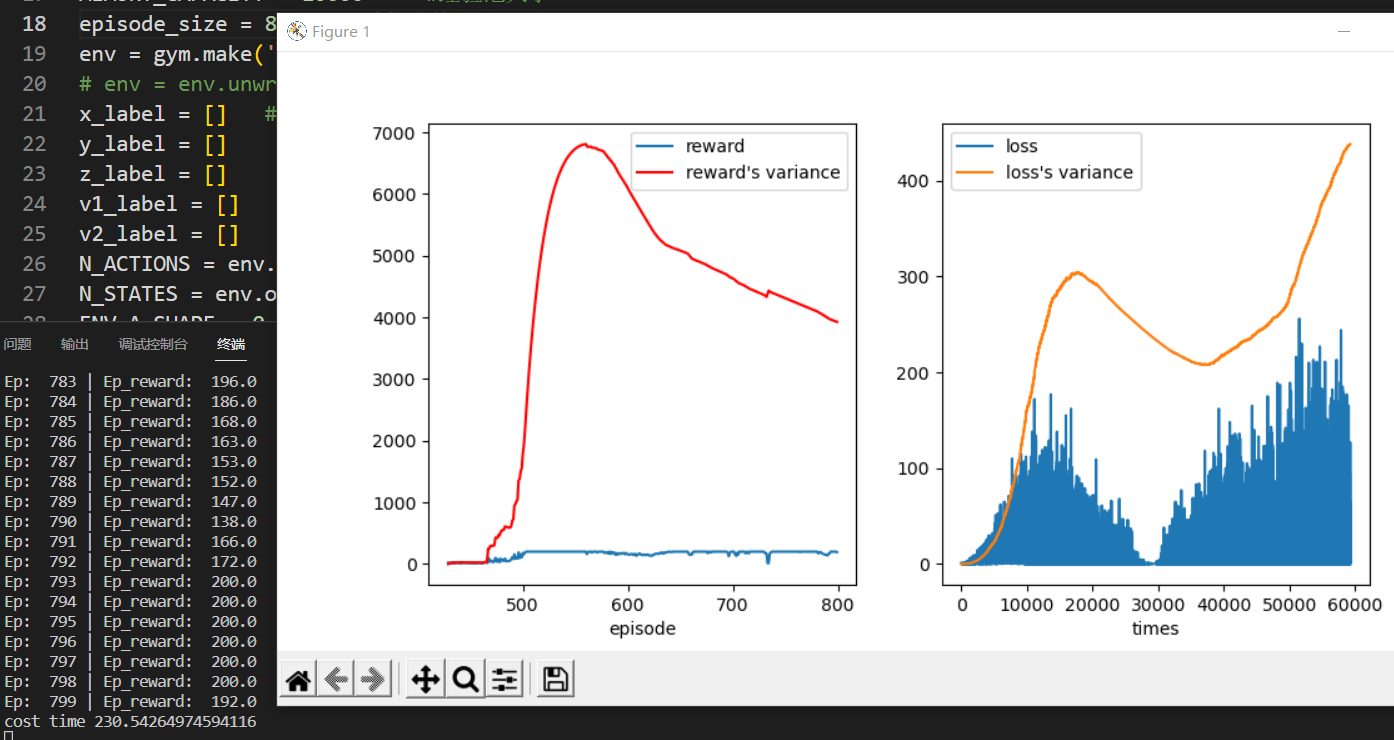 18 episode_size = 8
19 env = gym.make('
20 # env = env.unwr
21 x_label = [] #
22 y_label = []
23 z_label = []
24 v1_label = []
25 v2_label = []
26 N_ACTIONS = env.
27 N_STATES = env.o
问题 输出 调试控制台 终端
Ep: 783 | Ep_reward: 196.0
Ep: 784 | Ep_reward: 186.0
Ep: 785 | Ep_reward: 168.0
Ep: 786 | Ep_reward: 163.0
Ep: 787 | Ep_reward: 153.0
Ep: 788 | Ep_reward: 152.0
Ep: 789 | Ep_reward: 147.0
Ep: 790 | Ep_reward: 138.0
Ep: 791 | Ep_reward: 166.0
Ep: 792 | Ep_reward: 172.0
Ep: 793 | Ep_reward: 200.0
Ep: 794 | Ep_reward: 200.0
Ep: 795 | Ep_reward: 200.0
Ep: 796 | Ep_reward: 200.0
Ep: 797 | Ep_reward: 200.0
Ep: 798 | Ep_reward: 200.0
Ep: 799 | Ep_reward: 192.0
cost time 230.54264974594116
Figure 1
7000
6000
5000
4000
3000
2000
1000
0
reward
reward's variance
500 600 700 800
episode
400
300
200
100
0
loss
loss's variance
0 10000 20000 30000 40000 50000 60000
times